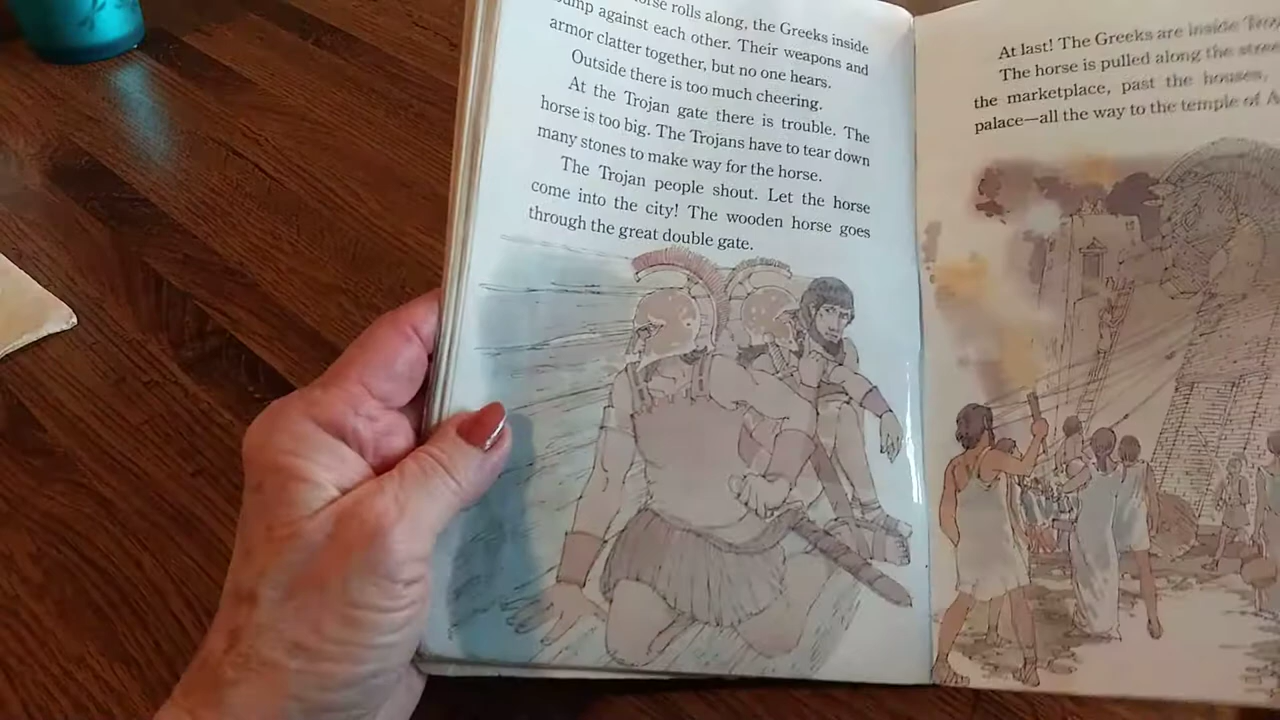 rse rolls along, the Greeks inside
ump against each other. Their weapons and
armor clatter together, but no one hears.
Outside there is too much cheering.
At the Trojan gate there is trouble. The
horse is too big. The Trojans have to tear down
many stones to make way for the horse.
The Trojan people shout. Let the horse
come into the city! The wooden horse goes
through the great double gate.
At last! The Greeks are inside Troy
The horse is pulled along the stree
the marketplace, past the houses,
palace—all the way to the temple of A